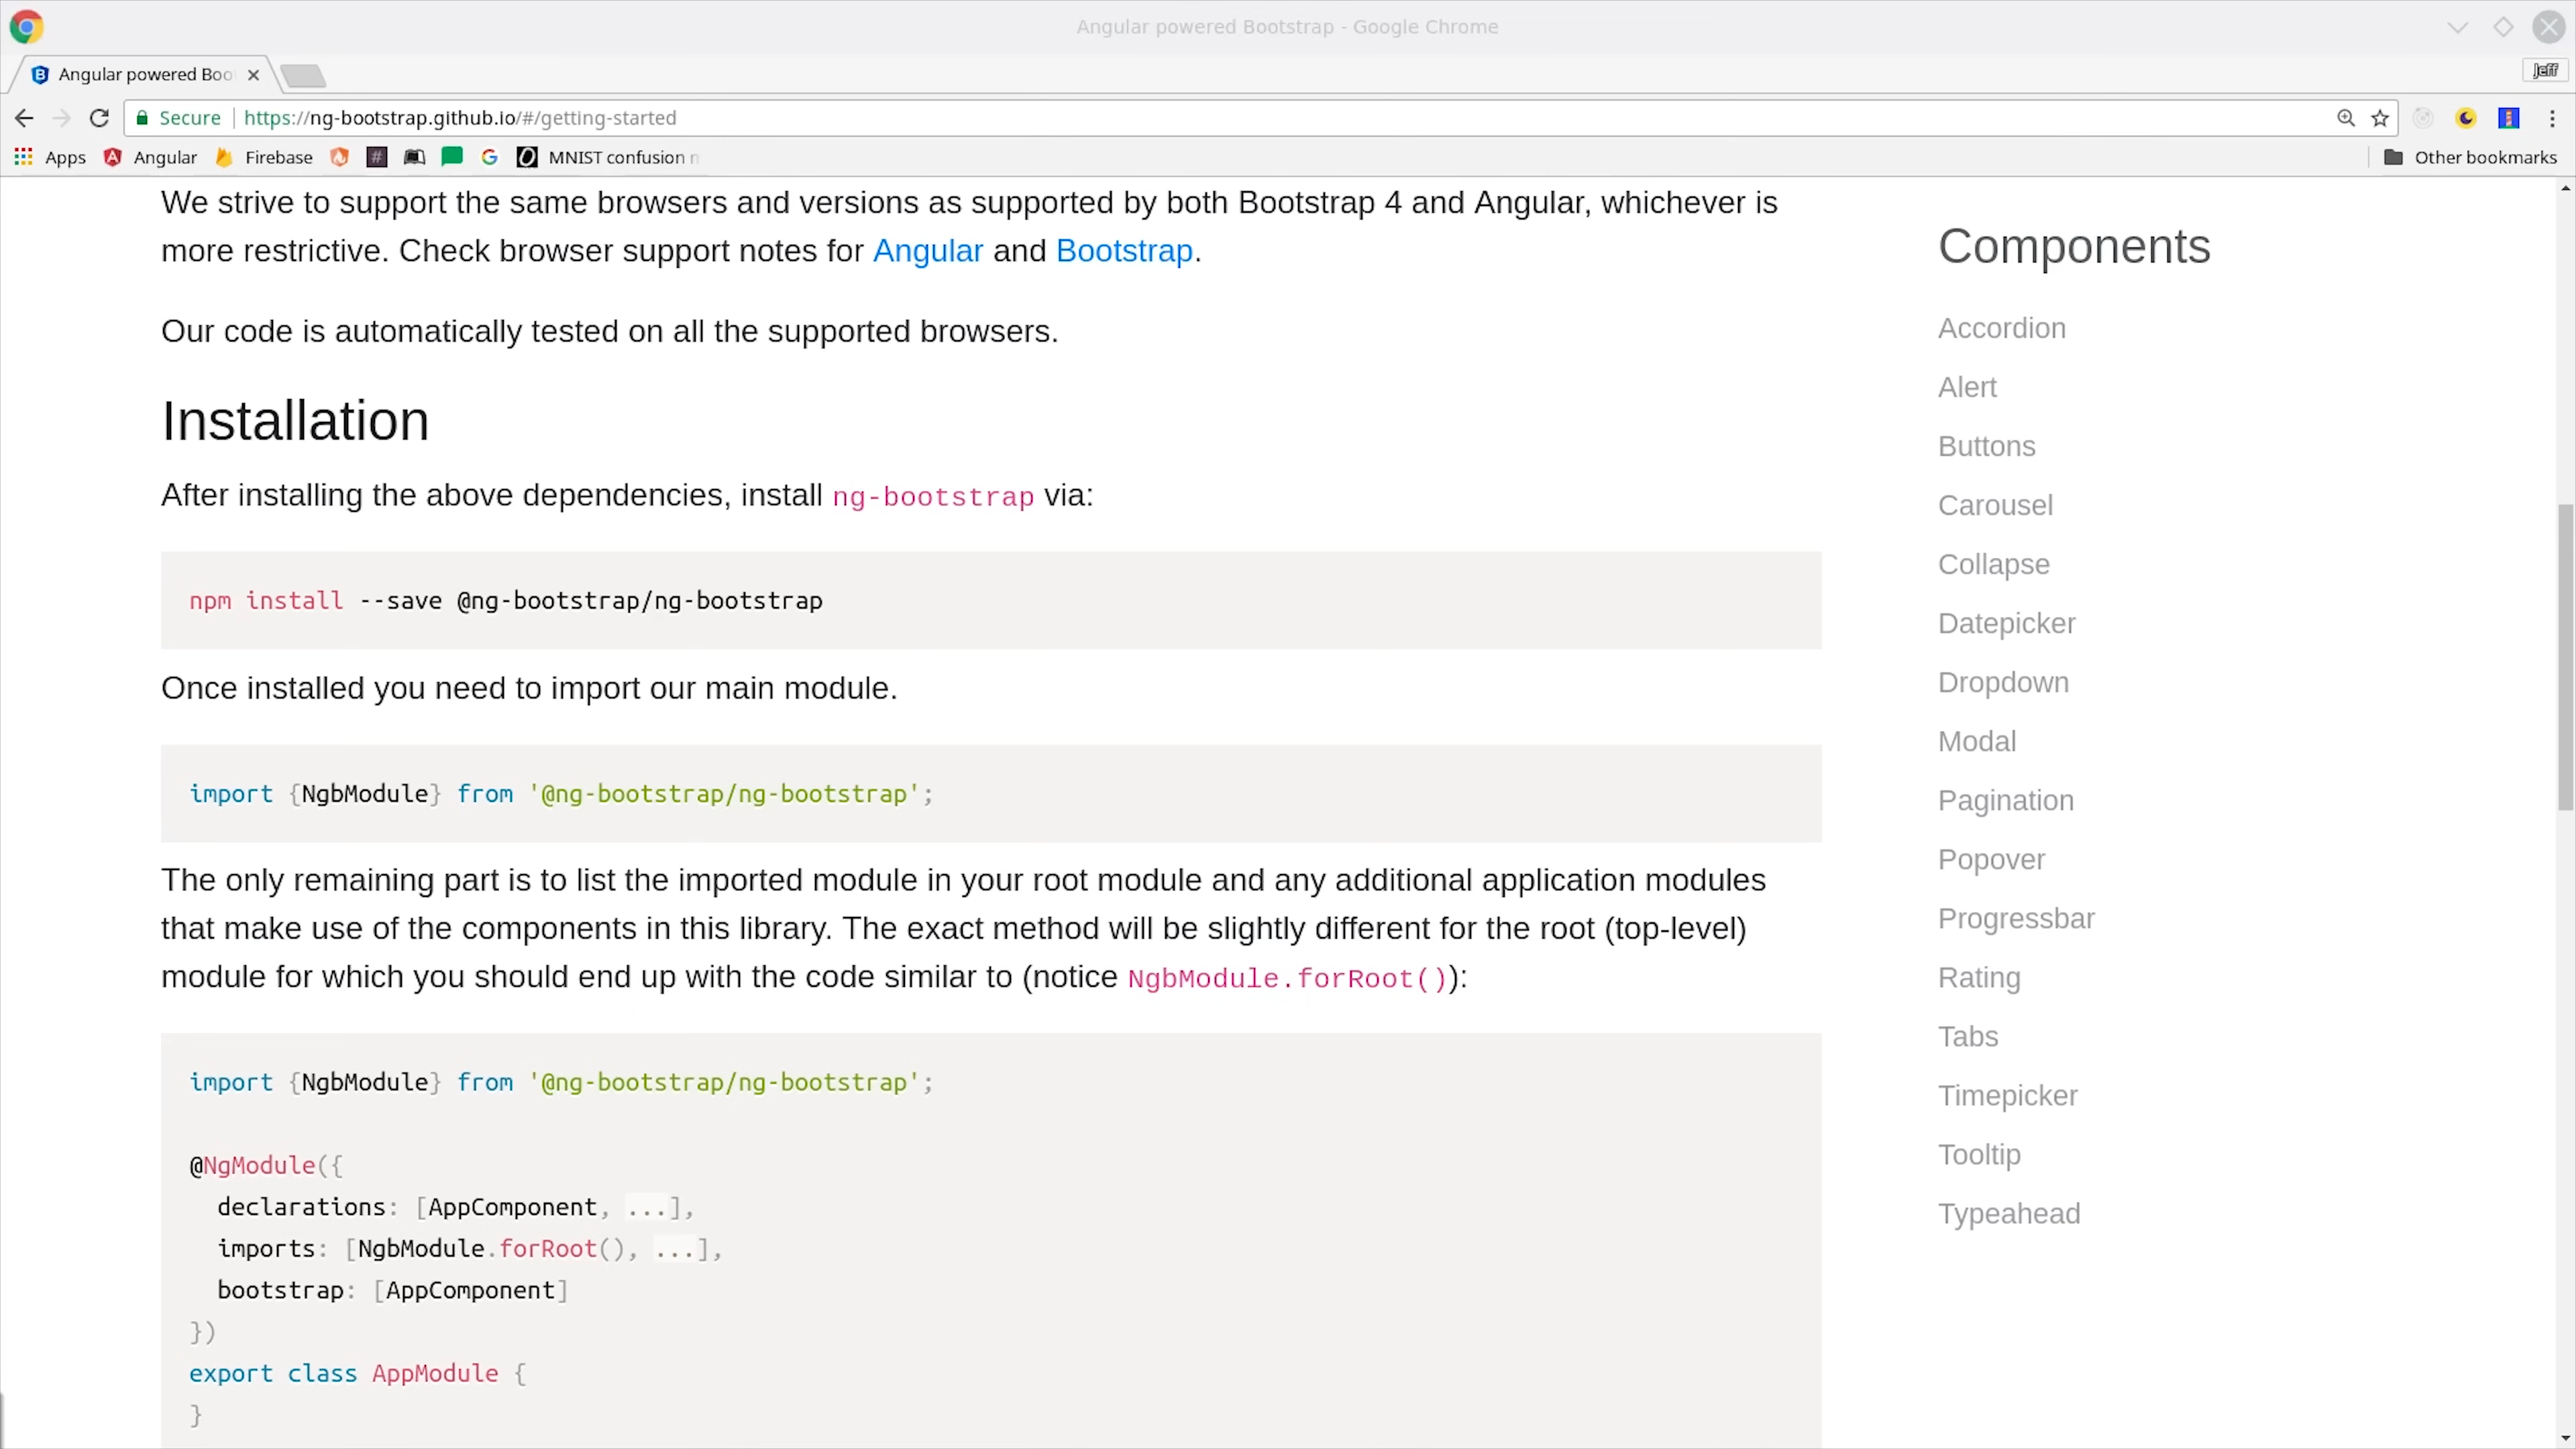 Angular powered Bootstrap - Google Chrome
Angular powered Boo
Jeff
Secure https://ng-bootstrap.github.io/#/getting-started
Apps Angular Firebase # G MNIST confusion Other bookmarks
We strive to support the same browsers and versions as supported by both Bootstrap 4 and Angular, whichever is
more restrictive. Check browser support notes for Angular and Bootstrap.
Our code is automatically tested on all the supported browsers.
Installation
After installing the above dependencies, install ng-bootstrap via:
npm install --save @ng-bootstrap/ng-bootstrap
Once installed you need to import our main module.
import {NgbModule} from '@ng-bootstrap/ng-bootstrap';
The only remaining part is to list the imported module in your root module and any additional application modules
that make use of the components in this library. The exact method will be slightly different for the root (top-level)
module for which you should end up with the code similar to (notice NgbModule.forRoot()):
import {NgbModule} from '@ng-bootstrap/ng-bootstrap';
@NgModule({
declarations: [AppComponent, ...],
imports: [NgbModule.forRoot(), ...],
bootstrap: [AppComponent]
})
export class AppModule {
}
Components
Accordion
Alert
Buttons
Carousel
Collapse
Datepicker
Dropdown
Modal
Pagination
Popover
Progressbar
Rating
Tabs
Timepicker
Tooltip
Typeahead